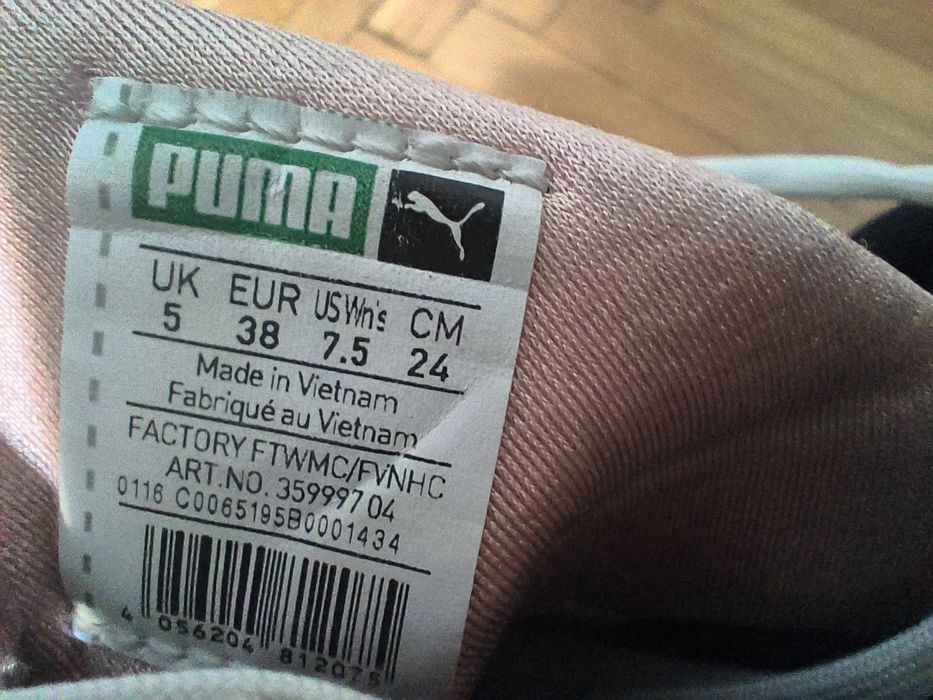 PUMA
UK EUR US Wn's CM
5 38 7.5 24
Made in Vietnam
Fabriqué au Vietnam
FACTORY FTWMC/FVNHC
ART.NO. 359997 04
0116 C0065195B0001434
4 056204 812075